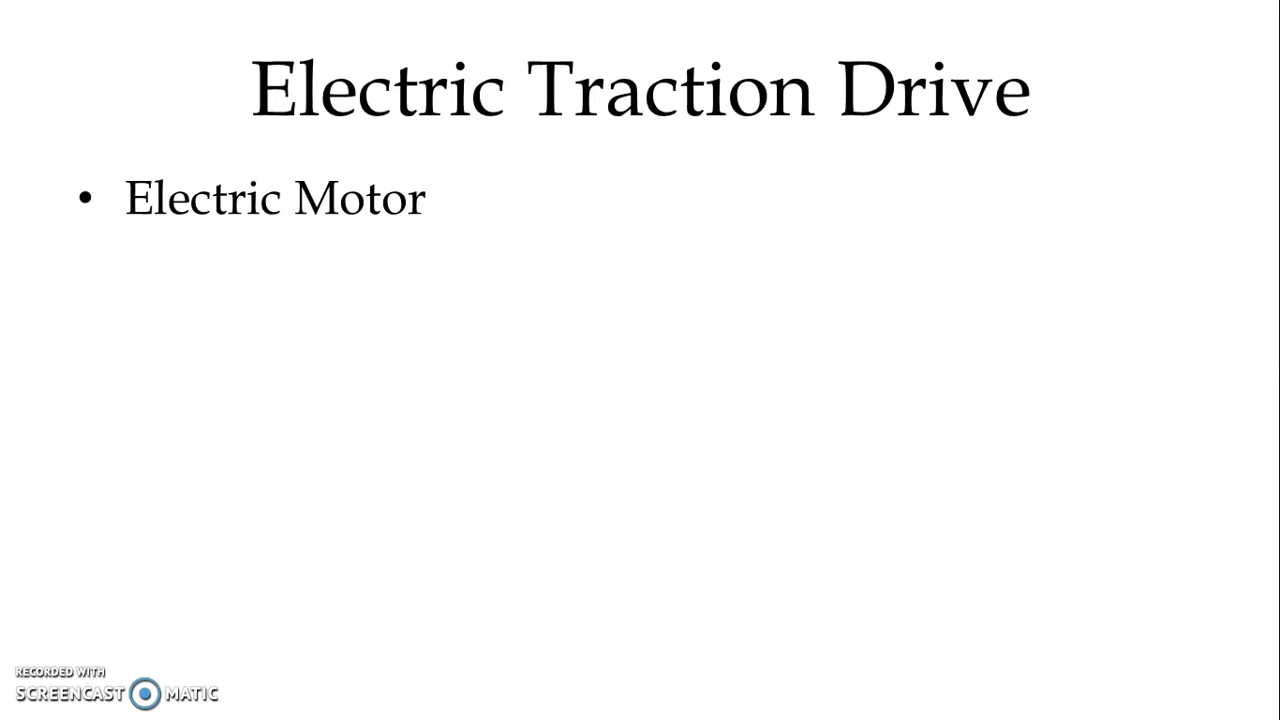 Electric Traction Drive
• Electric Motor
RECORDED WITH
SCREENCAST MATIC